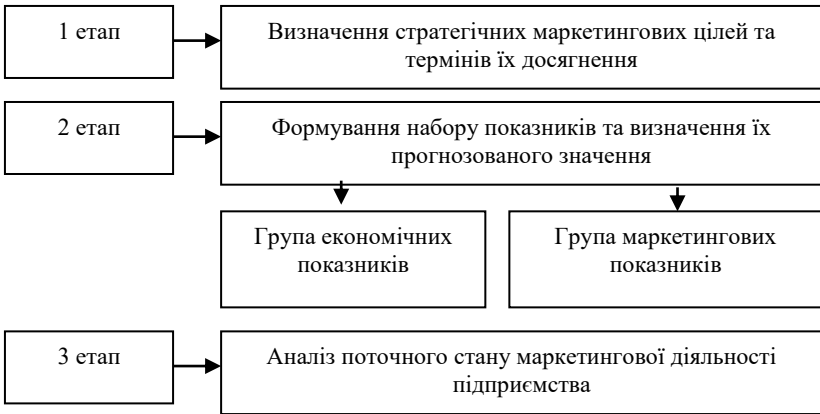 1 етап
Визначення стратегічних маркетингових цілей та
термінів їх досягнення
2 етап
Формування набору показників та визначення їх
прогнозованого значення
Група економічних
показників
Група маркетингових
показників
3 етап
Аналіз поточного стану маркетингової діяльності
підприємства